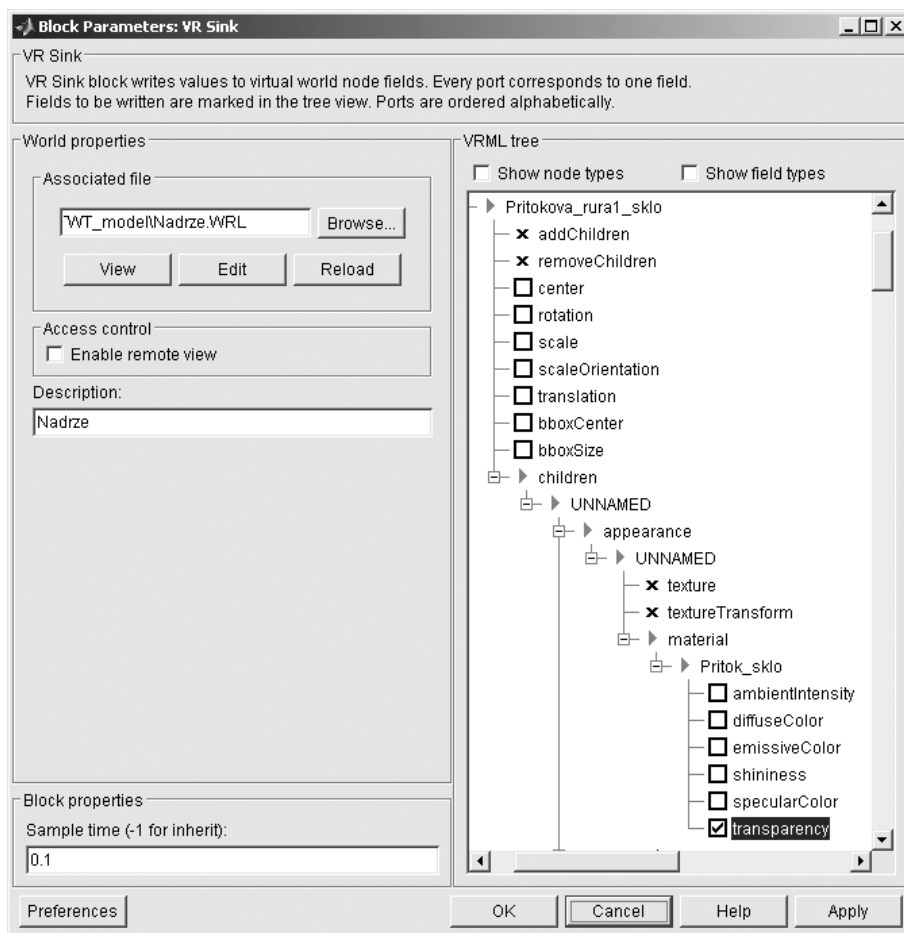 Block Parameters: VR Sink
VR Sink
VR Sink block writes values to virtual world node fields. Every port corresponds to one field.
Fields to be written are marked in the tree view. Ports are ordered alphabetically.
World properties
Associated file
WT_model\Nadrze.WRL
Browse...
View
Edit
Reload
Access control
Enable remote view
Description:
Nadrze
Block properties
Sample time (-1 for inherit):
0.1
VRML tree
Show node types
Show field types
Pritokova_rura1_sklo
addChildren
removeChildren
center
rotation
scale
scaleOrientation
translation
bboxCenter
bboxSize
children
UNNAMED
appearance
UNNAMED
texture
textureTransform
material
Pritok_sklo
ambientIntensity
diffuseColor
emissiveColor
shininess
specularColor
transparency
Preferences
OK
Cancel
Help
Apply